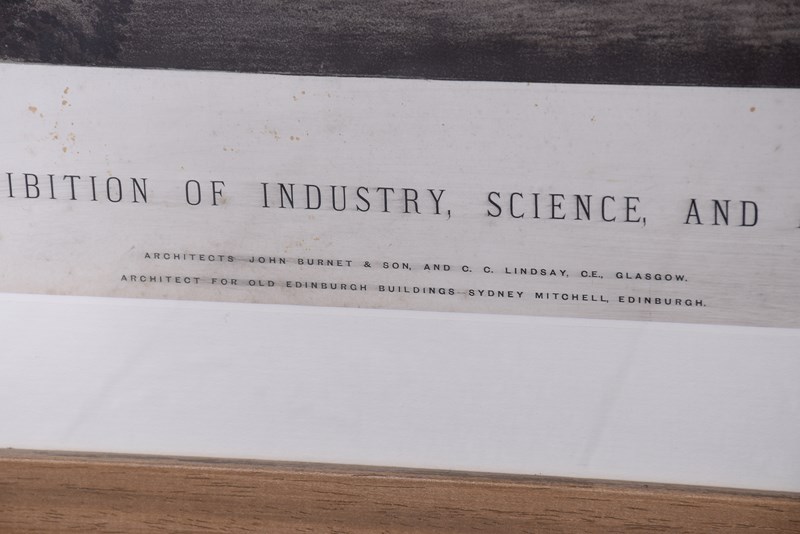 IBITION OF INDUSTRY, SCIENCE, AND
ARCHITECTS JOHN BURNET & SON, AND C. C. LINDSAY, C.E., GLASGOW.
ARCHITECT FOR OLD EDINBURGH BUILDINGS SYDNEY MITCHELL, EDINBURGH.